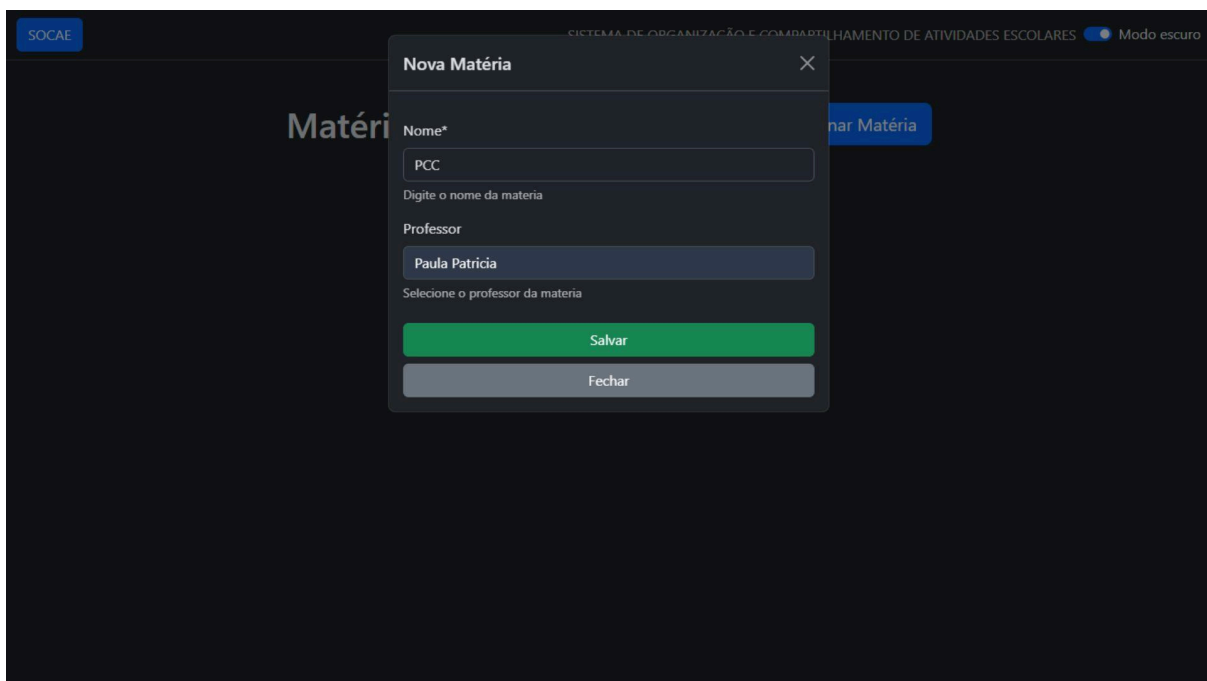 SOCAE
SISTEMA DE ORGANIZAÇÃO E COMPARTILHAMENTO DE ATIVIDADES ESCOLARES Modo escuro
Nova Matéria
Nome*
PCC
Digite o nome da materia
Professor
Paula Patricia
Selecione o professor da materia
Salvar
Fechar
Matéri
nar Matéria